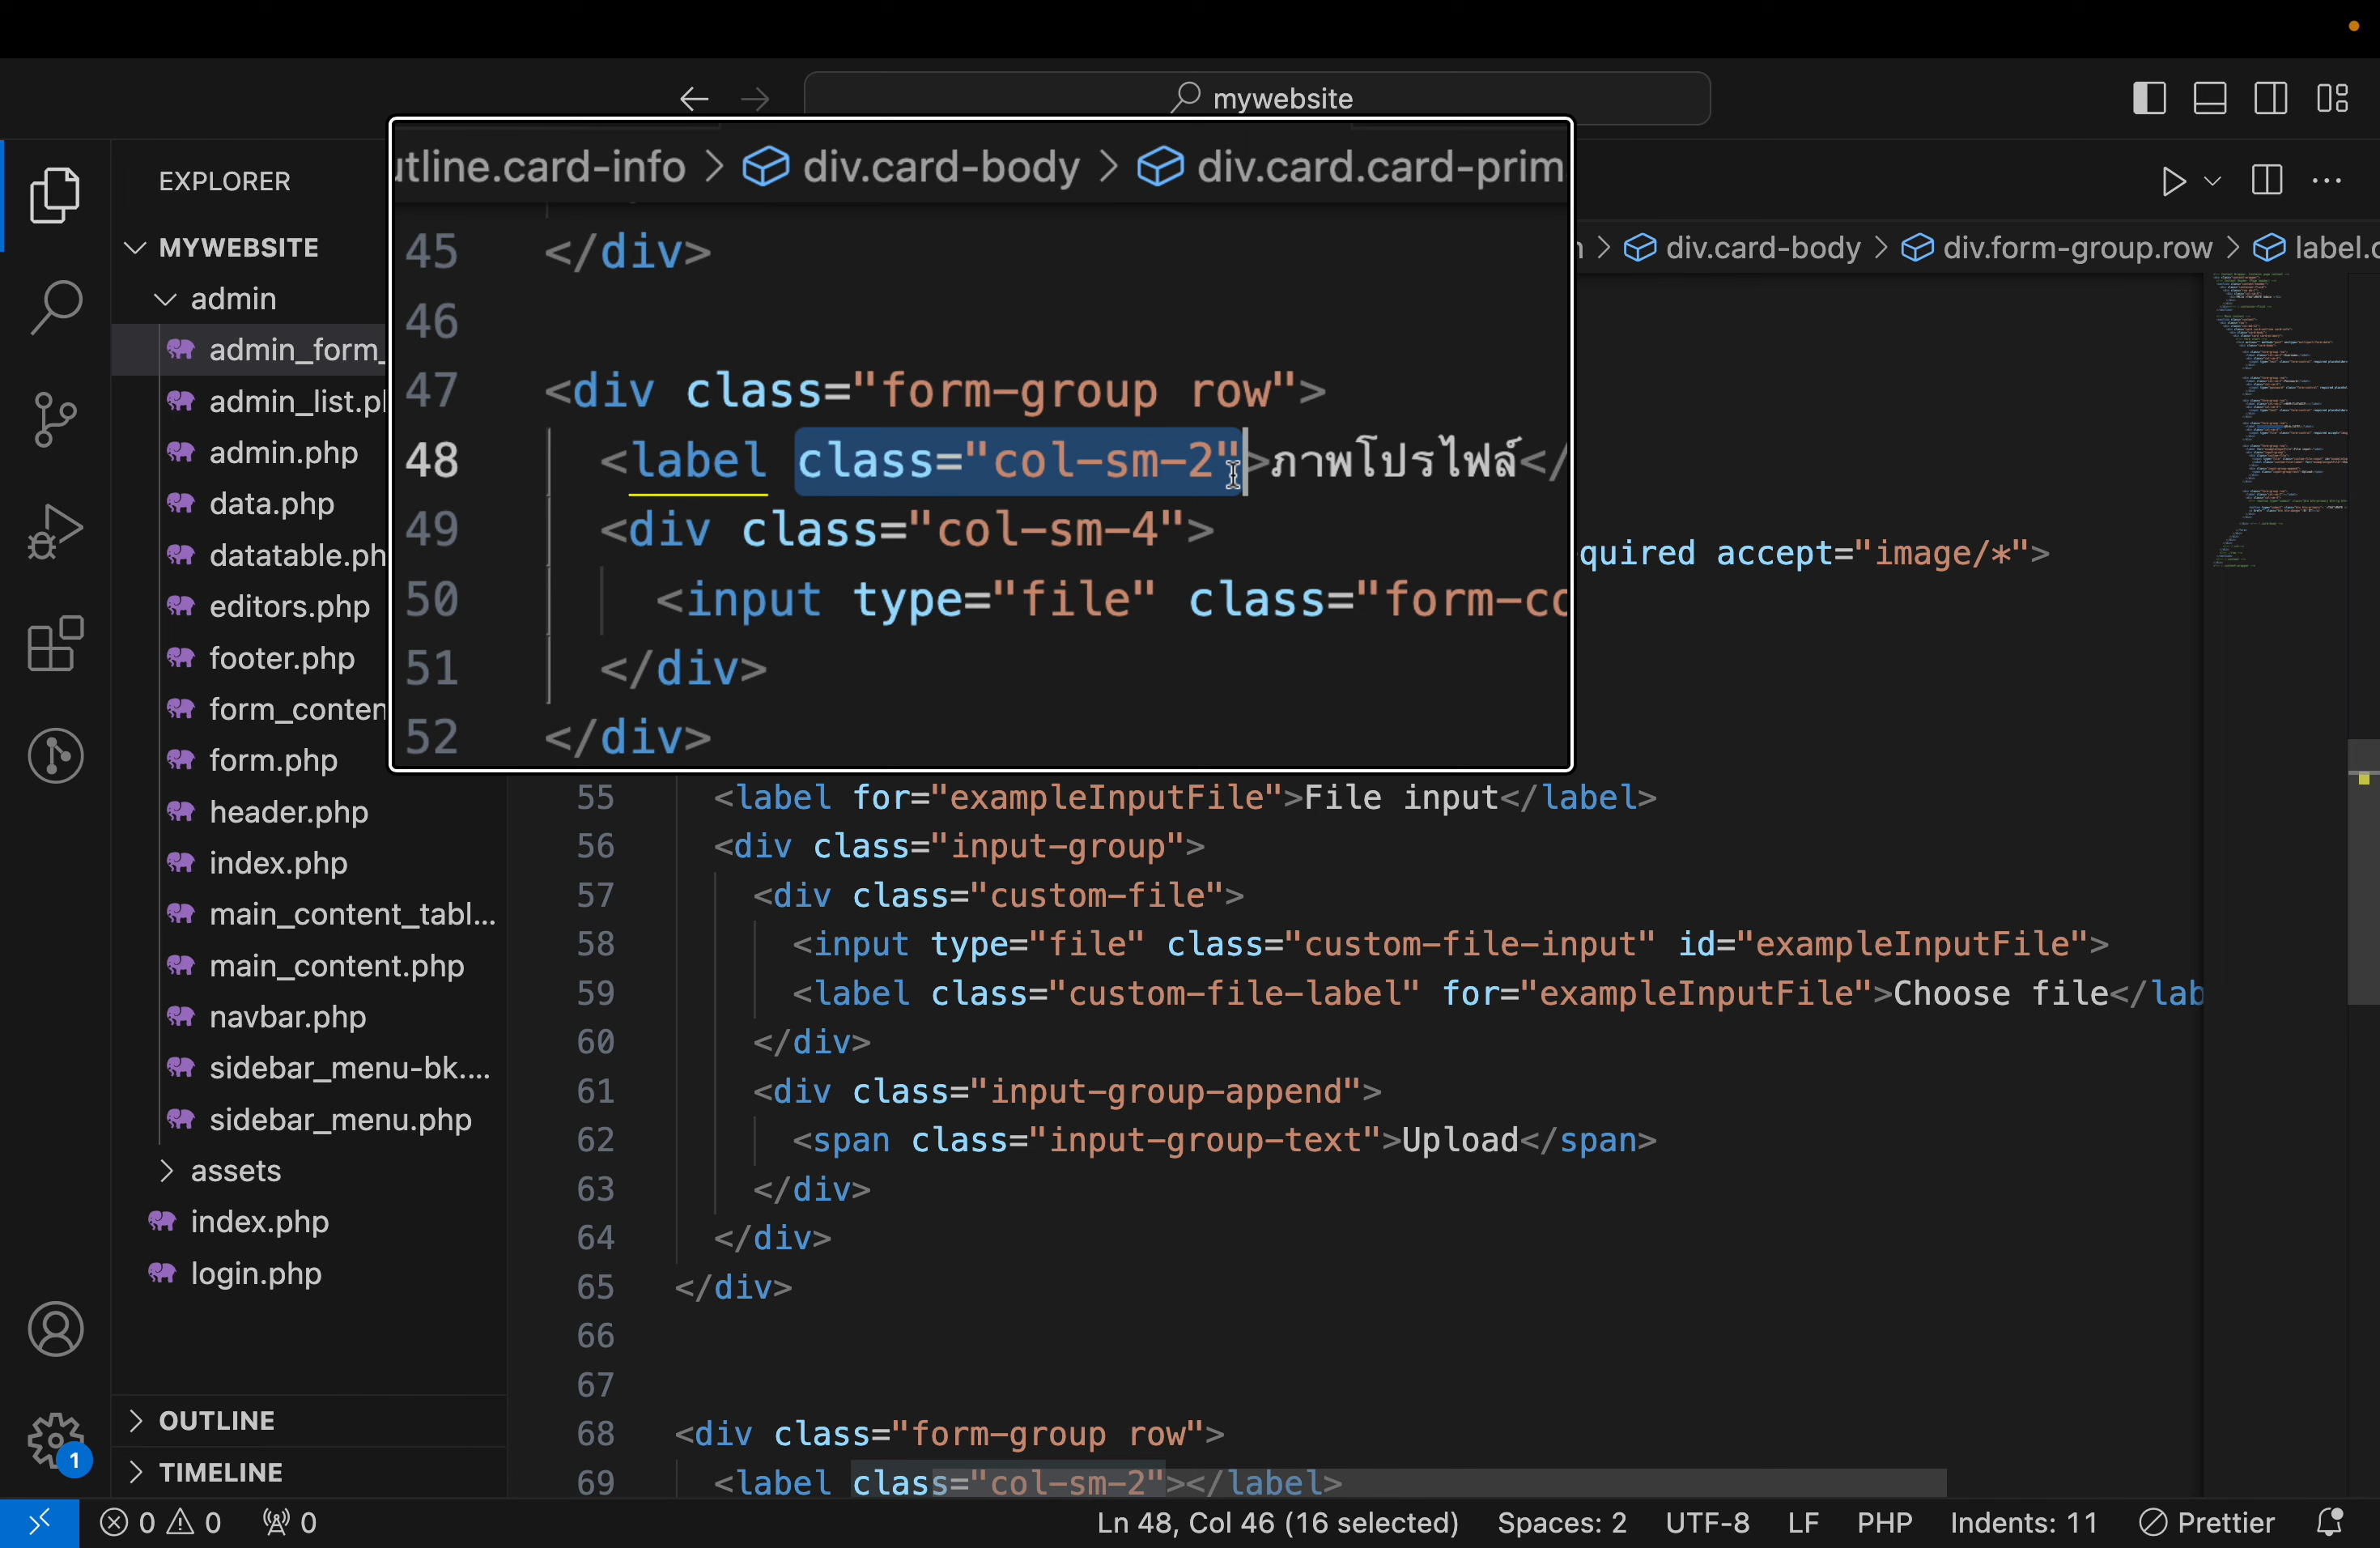 mywebsite
EXPLORER
MYWEBSITE
admin
admin_form_
admin_list.p
admin.php
data.php
datatable.ph
editors.php
footer.php
form_conten
form.php
header.php
index.php
main_content_tabl...
main_content.php
navbar.php
sidebar_menu-bk....
sidebar_menu.php
assets
index.php
login.php
OUTLINE
TIMELINE
utline.card-info > div.card-body > div.card.card-prim
> div.card-body > div.form-group.row > label.c
45 </div>
46
47 <div class="form-group row">
48 <label class="col-sm-2">ภาพโปรไฟล์</
49 <div class="col-sm-4">
50 <input type="file" class="form-co
51 </div>
52 </div>
quired accept="image/*">
55 <label for="exampleInputFile">File input</label>
56 <div class="input-group">
57 <div class="custom-file">
58 <input type="file" class="custom-file-input" id="exampleInputFile">
59 <label class="custom-file-label" for="exampleInputFile">Choose file</lab
60 </div>
61 <div class="input-group-append">
62 <span class="input-group-text">Upload</span>
63 </div>
64 </div>
65 </div>
66
67
68 <div class="form-group row">
69 <label class="col-sm-2"></label>
1
0 0 0
Ln 48, Col 46 (16 selected) Spaces: 2 UTF-8 LF PHP Indents: 11 Prettier